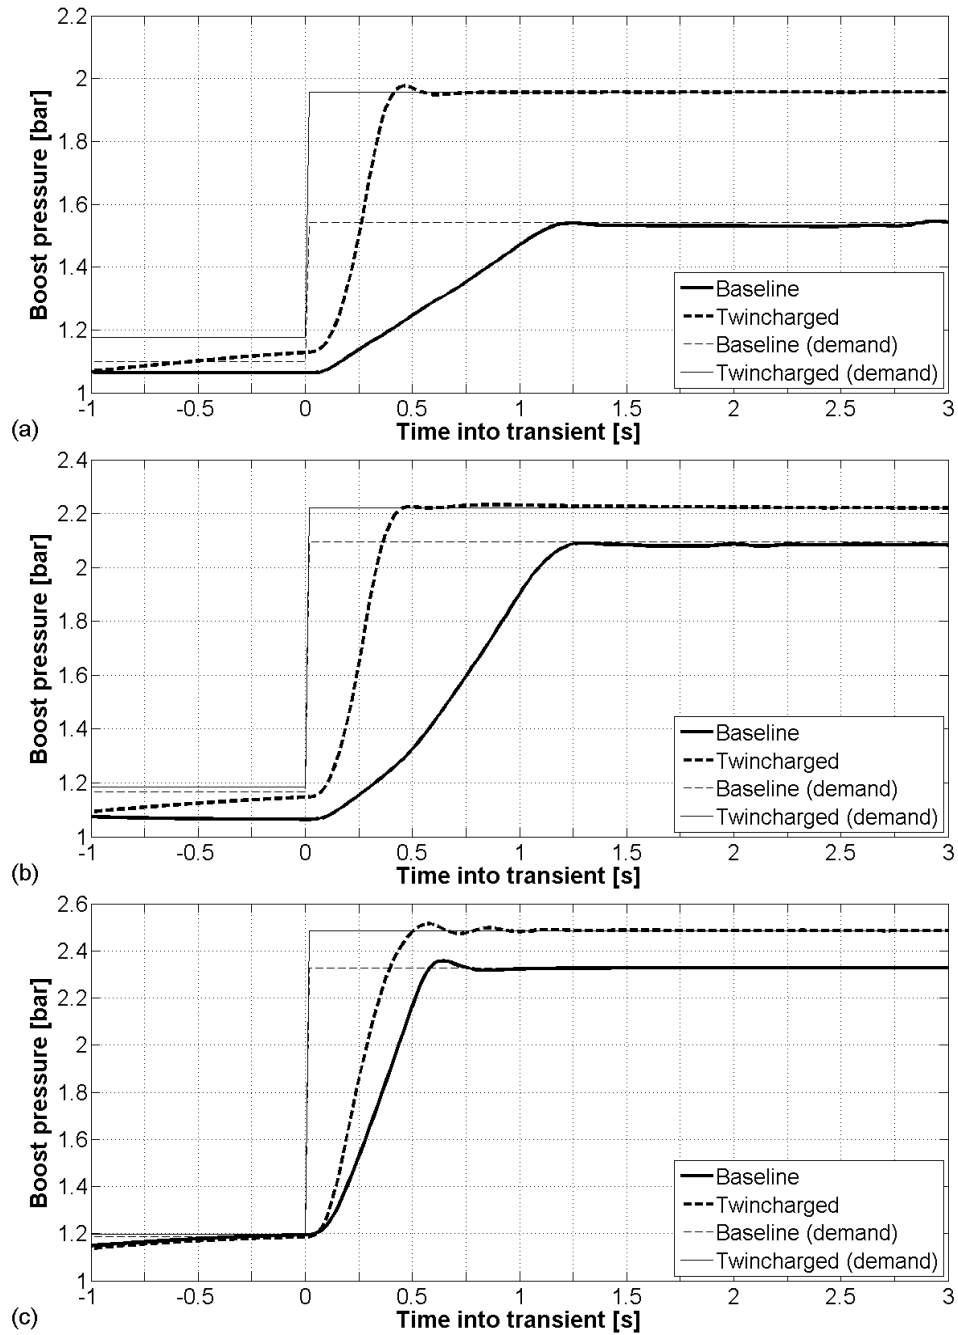 2.2
2
1.8
1.6
1.4
1.2
1
Boost pressure [bar]
Baseline
Twincharged
Baseline (demand)
Twincharged (demand)
-1 -0.5 0 0.5 1 1.5 2 2.5 3
(a) Time into transient [s]
2.4
2.2
2
1.8
1.6
1.4
1.2
1
Boost pressure [bar]
Baseline
Twincharged
Baseline (demand)
Twincharged (demand)
-1 -0.5 0 0.5 1 1.5 2 2.5 3
(b) Time into transient [s]
2.6
2.4
2.2
2
1.8
1.6
1.4
1.2
1
Boost pressure [bar]
Baseline
Twincharged
Baseline (demand)
Twincharged (demand)
-1 -0.5 0 0.5 1 1.5 2 2.5 3
(c) Time into transient [s]